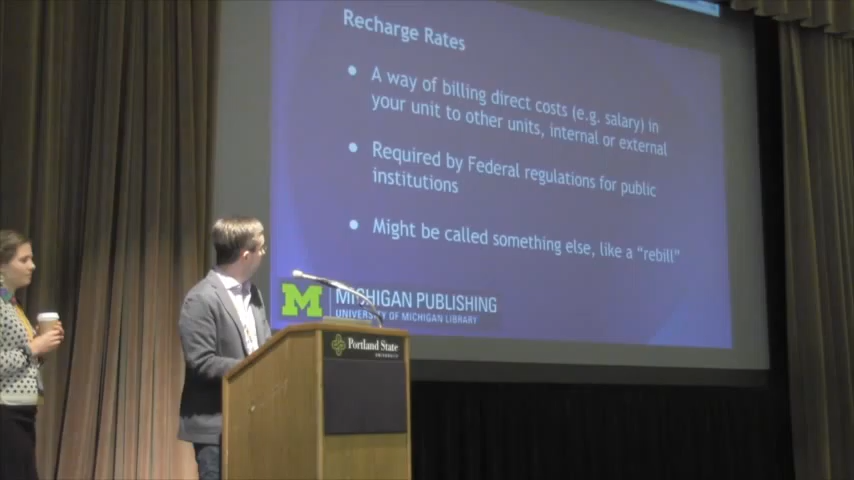 Recharge Rates
• A way of billing direct costs (e.g. salary) in
your unit to other units, internal or external
• Required by Federal regulations for public
institutions
• Might be called something else, like a “rebill”
M MICHIGAN PUBLISHING
UNIVERSITY OF MICHIGAN LIBRARY
Portland State
UNIVERSITY